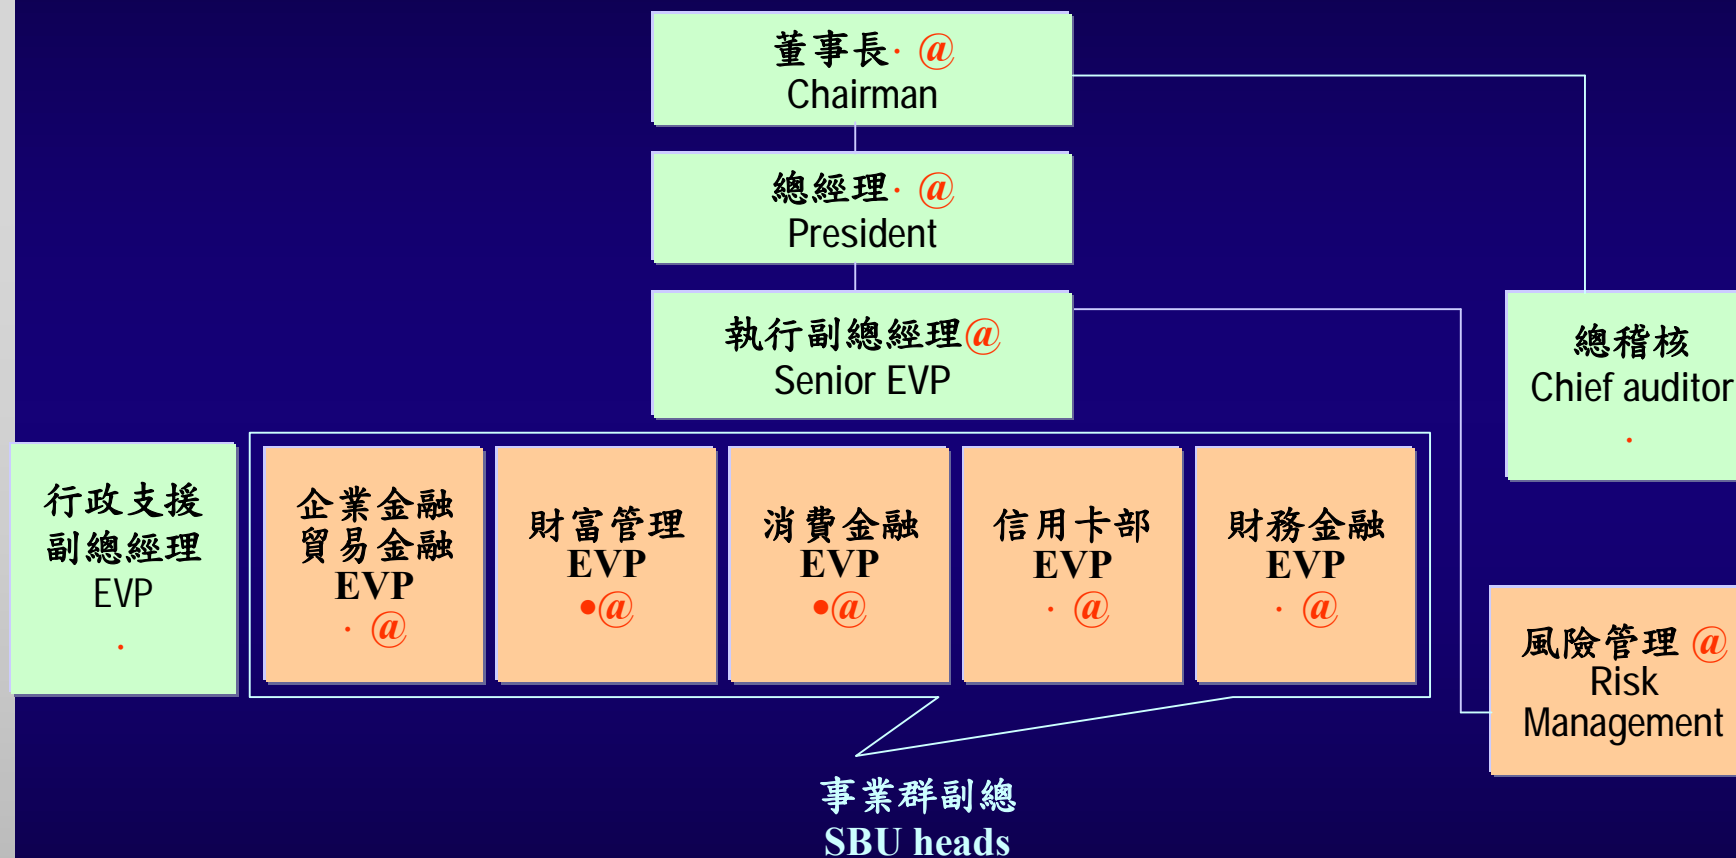 董事長· @
Chairman
總經理· @
President
執行副總經理@
Senior EVP
總稽核
Chief auditor
·
行政支援
副總經理
EVP
·
企業金融
貿易金融
EVP
· @
財富管理
EVP
•@
消費金融
EVP
•@
信用卡部
EVP
· @
財務金融
EVP
· @
風險管理 @
Risk
Management
事業群副總
SBU heads